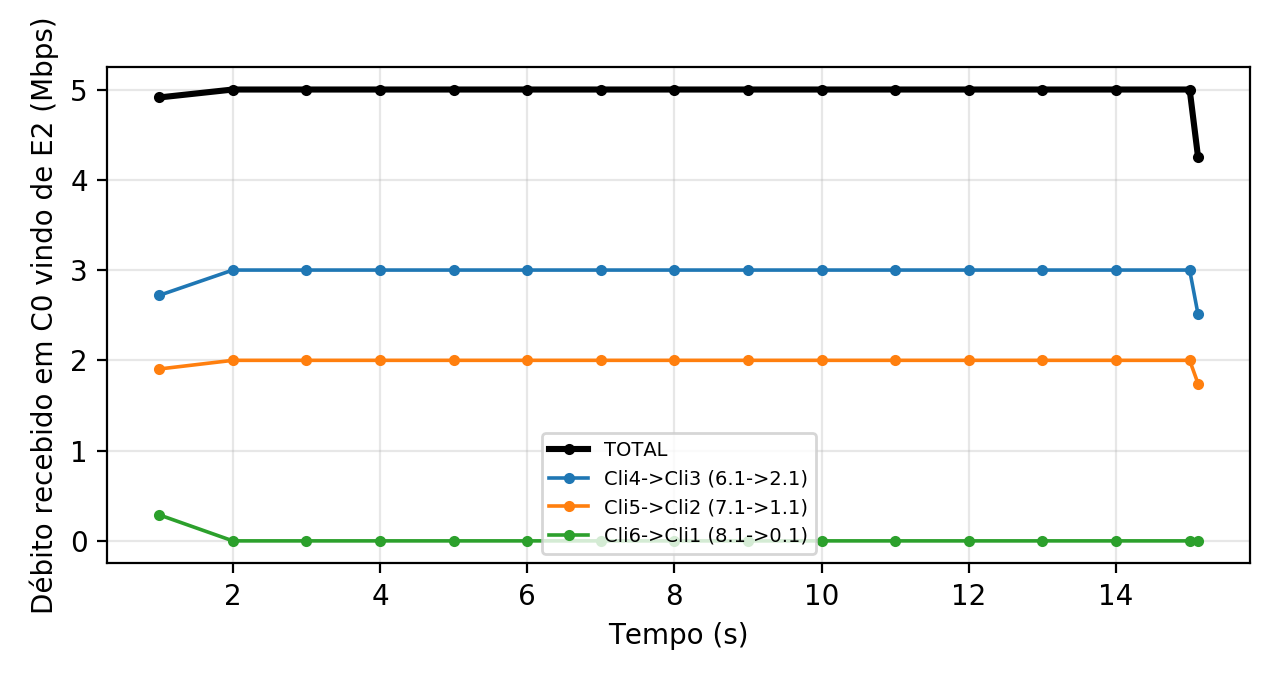 Débito recebido em C0 vindo de E2 (Mbps)
5
4
3
2
1
0
TOTAL
Cli4->Cli3 (6.1->2.1)
Cli5->Cli2 (7.1->1.1)
Cli6->Cli1 (8.1->0.1)
2 4 6 8 10 12 14
Tempo (s)